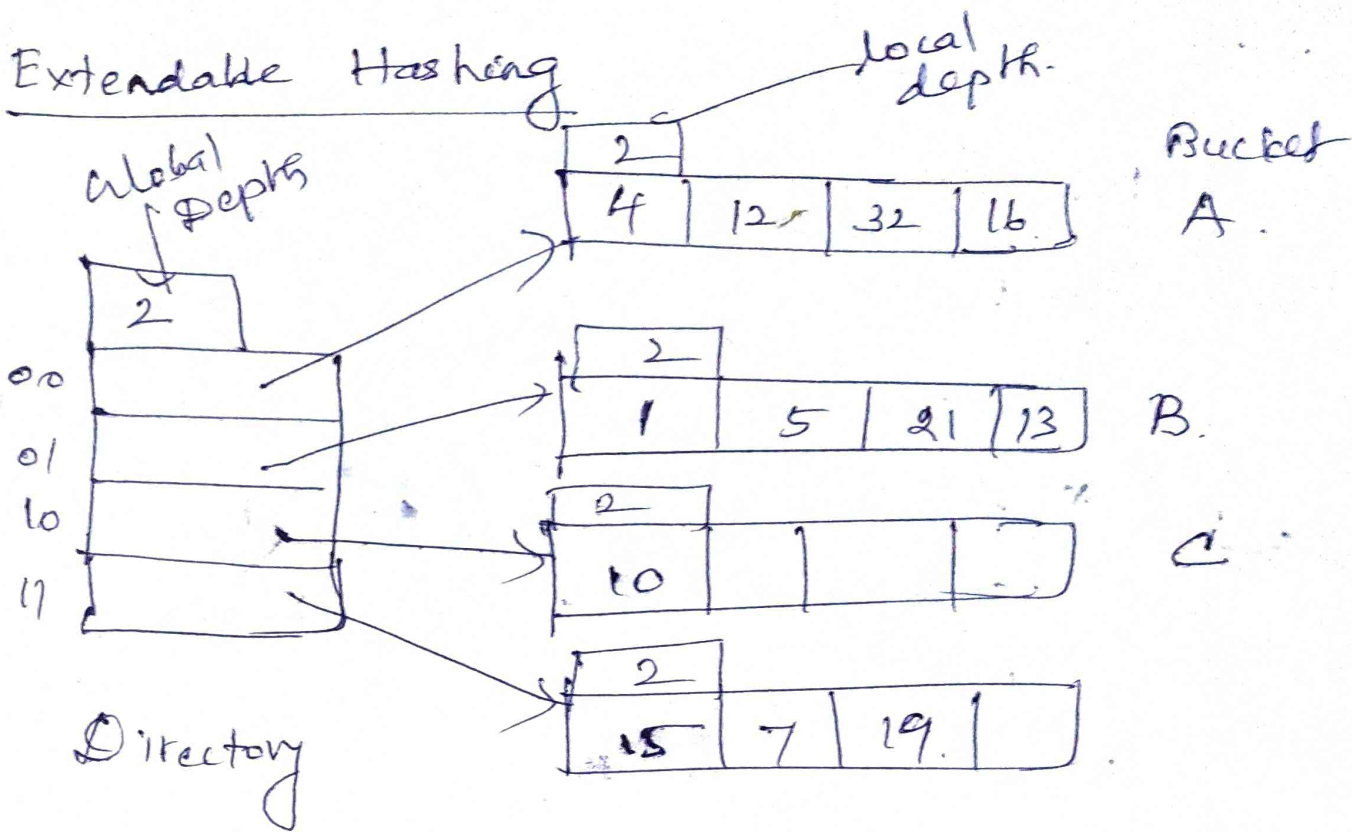 Extendable Hashing
local
depth.
Global
Depth
2
Bucket
4 12 32 16
A.
2
00
2
1 5 21 13
B.
01
2
10
10
C
11
2
15 7 19.
Directory